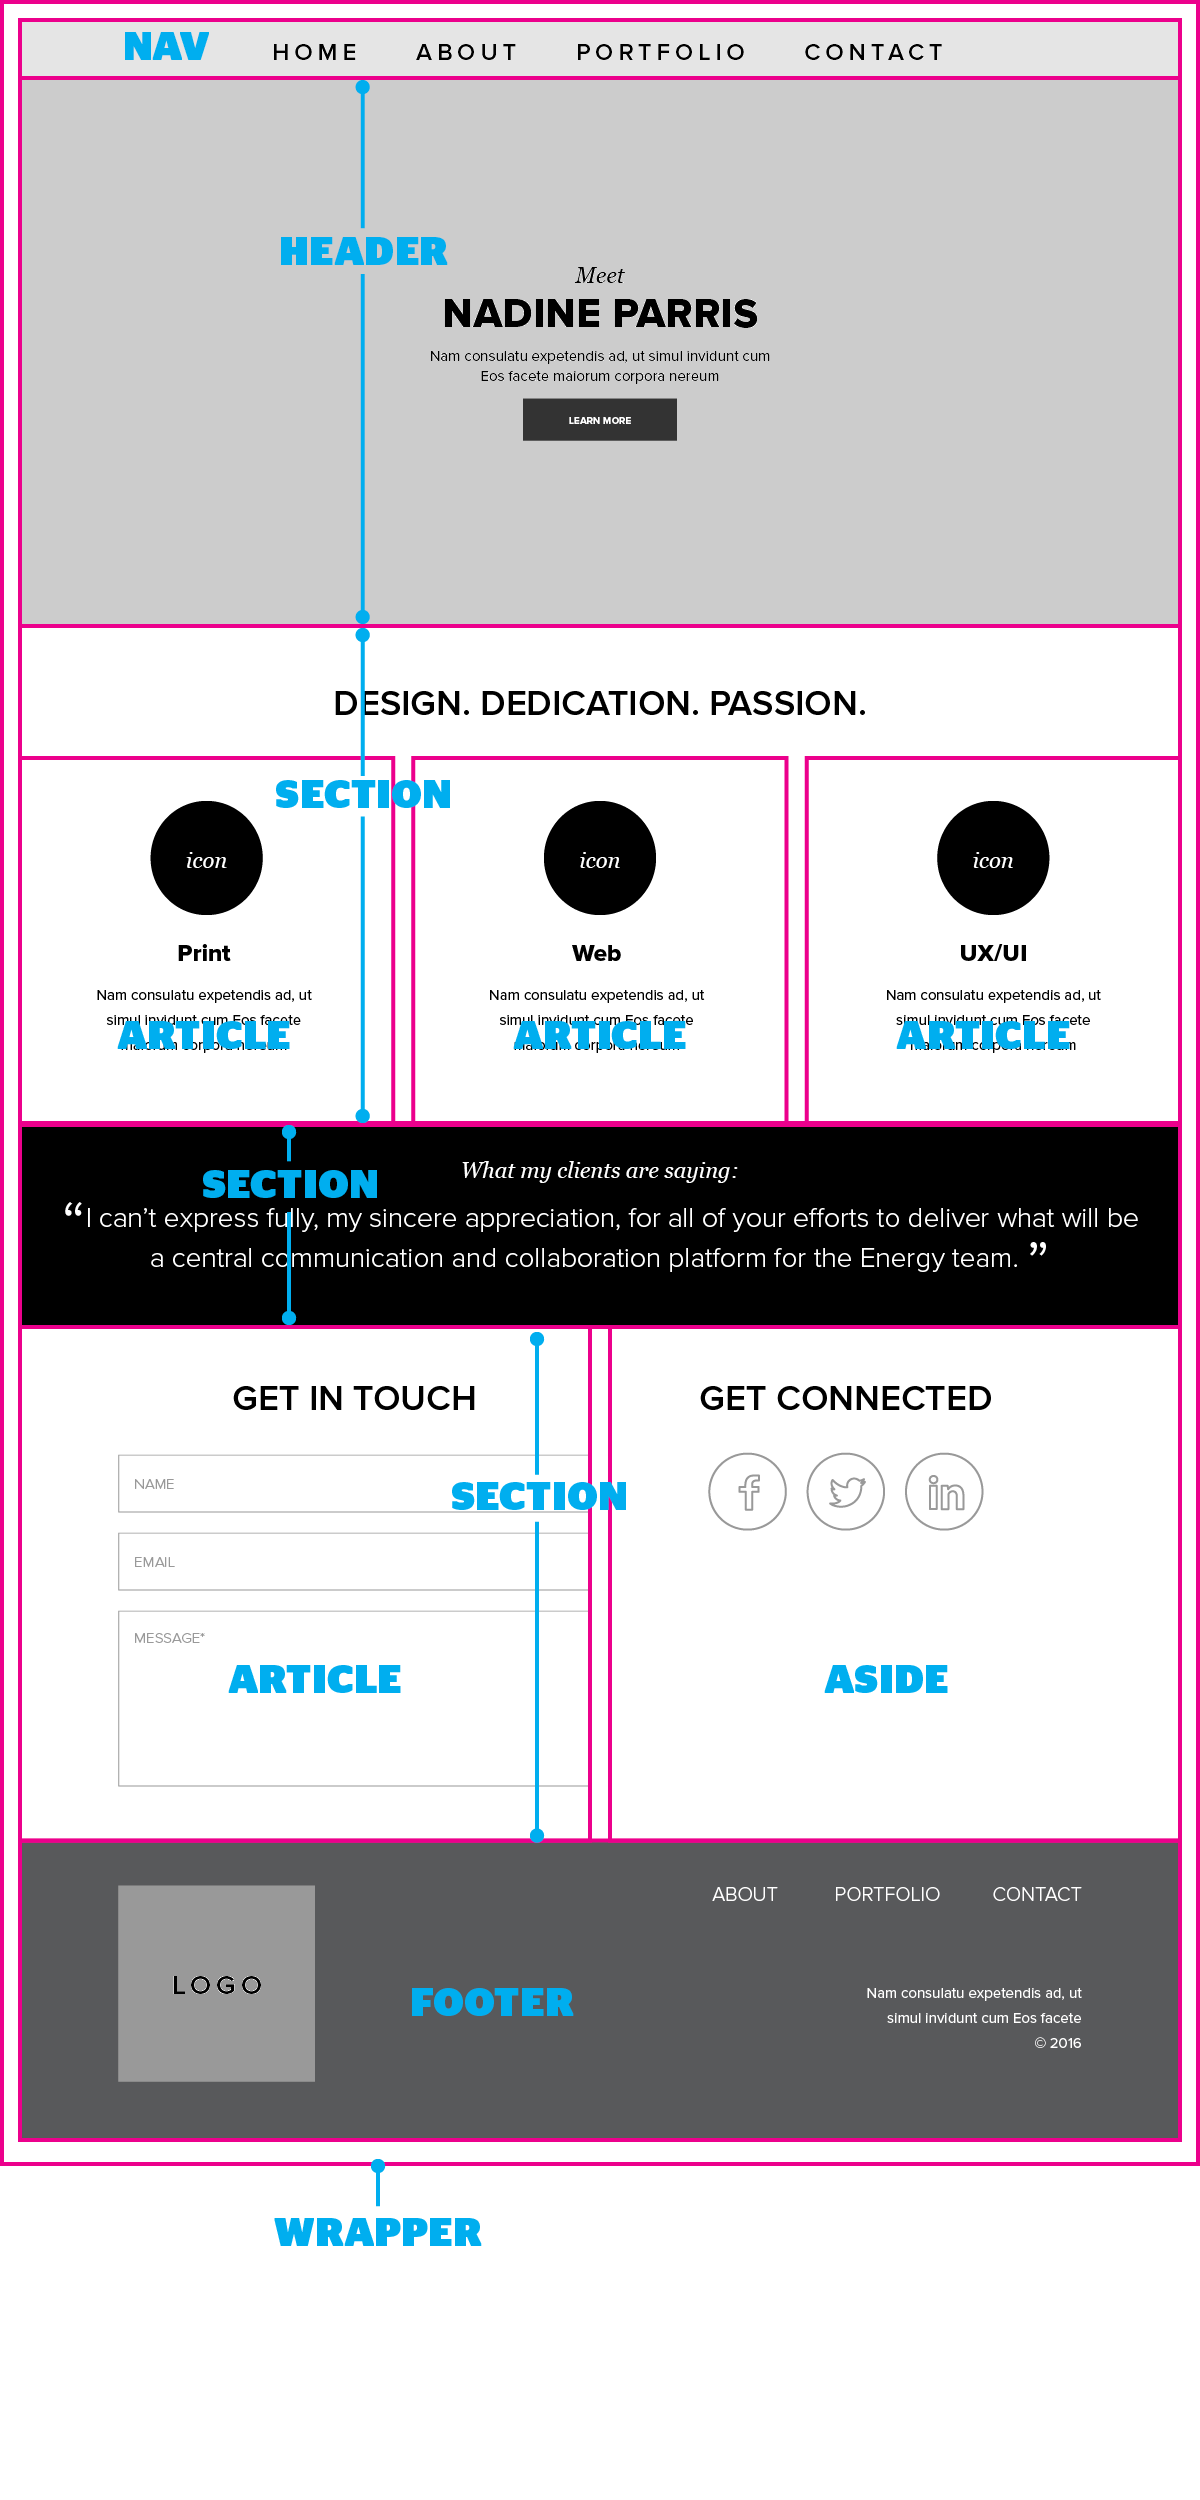 NAV HOME ABOUT PORTFOLIO CONTACT
HEADER
Meet
NADINE PARRIS
Nam consulatu expetendis ad, ut simul invidunt cum
Eos facete maiorum corpora nereum
LEARN MORE
DESIGN. DEDICATION. PASSION.
SECTION
icon
Print
Nam consulatu expetendis ad, ut
simul invidunt cum Eos facete
maiorum corpora nereum
ARTICLE
icon
Web
Nam consulatu expetendis ad, ut
simul invidunt cum Eos facete
maiorum corpora nereum
ARTICLE
icon
UX/UI
Nam consulatu expetendis ad, ut
simul invidunt cum Eos facete
maiorum corpora nereum
ARTICLE
What my clients are saying:
SECTION
“I can’t express fully, my sincere appreciation, for all of your efforts to deliver what will be
a central communication and collaboration platform for the Energy team. ”
GET IN TOUCH
NAME
SECTION
EMAIL
MESSAGE*
ARTICLE
GET CONNECTED
f
in
ASIDE
LOGO
FOOTER
ABOUT PORTFOLIO CONTACT
Nam consulatu expetendis ad, ut
simul invidunt cum Eos facete
© 2016
WRAPPER